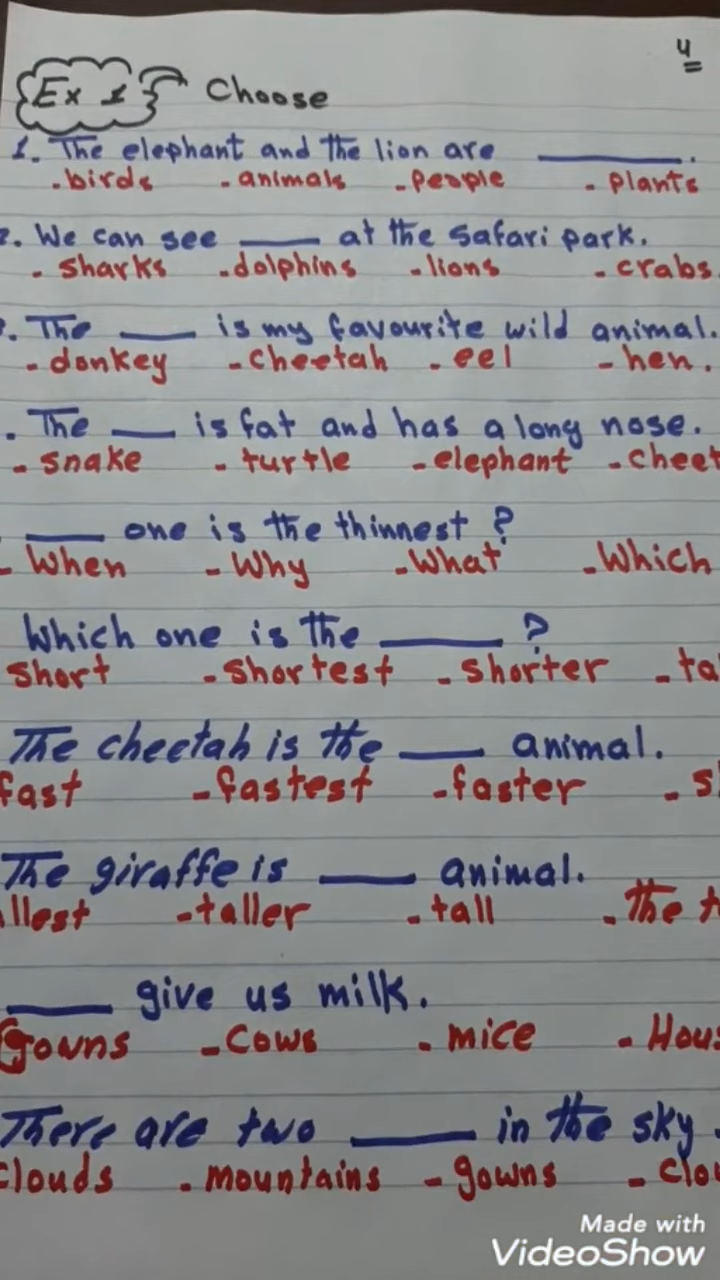 4
Ex 1 Choose
1. The elephant and the lion are ______.
.birds - animals - people - plants
2. We can see ____ at the safari park.
. sharks .dolphins - lions . crabs.
. The ____ is my favourite wild animal.
- donkey - cheetah - eel - hen.
. The ____ is fat and has a long nose.
- snake - turtle - elephant - cheet
____ one is the thinnest ?
- When - Why - What - Which
Which one is the ______ ?
short - shortest - shorter - ta
The cheetah is the ____ animal.
fast - fastest - faster - s
The giraffe is ____ animal.
llest - taller - tall . the t
____ give us milk.
Gowns - Cows - mice - Hous
There are two ____ in the sky.
clouds . mountains - gowns - clou
Made with
VideoShow